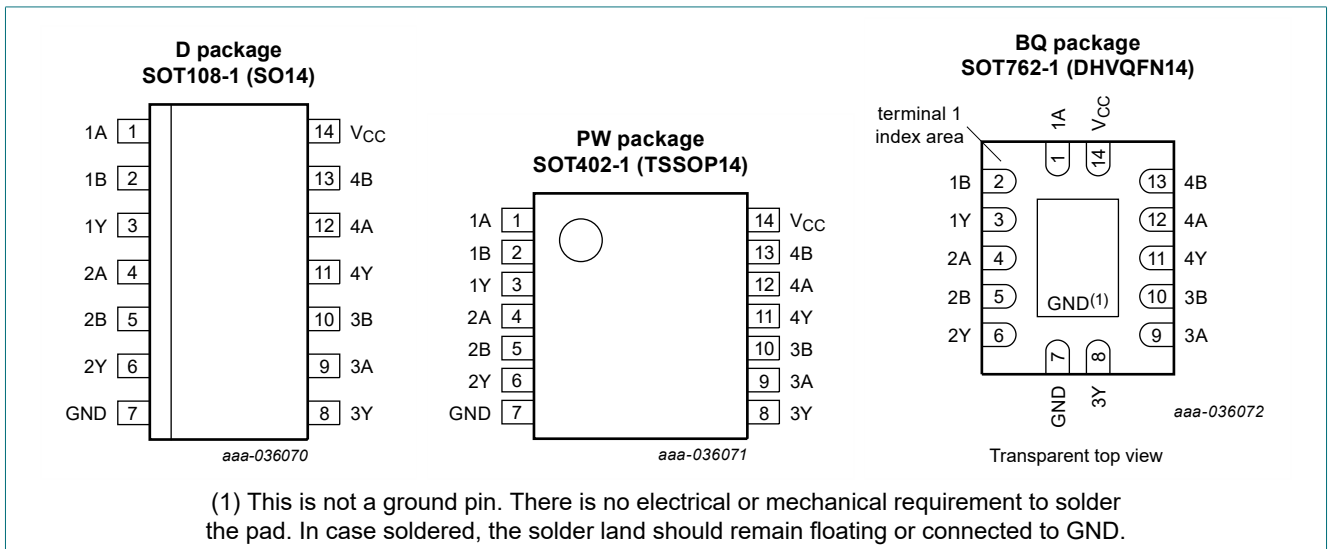 D package
SOT108-1 (SO14)
1A 1
1B 2
1Y 3
2A 4
2B 5
2Y 6
GND 7
14 VCC
13 4B
12 4A
11 4Y
10 3B
9 3A
8 3Y
aaa-036070
PW package
SOT402-1 (TSSOP14)
1A 1
1B 2
1Y 3
2A 4
2B 5
2Y 6
GND 7
14 VCC
13 4B
12 4A
11 4Y
10 3B
9 3A
8 3Y
aaa-036071
BQ package
SOT762-1 (DHVQFN14)
terminal 1
index area
1A 1
VCC 14
1B 2
1Y 3
2A 4
2B 5
2Y 6
13 4B
12 4A
11 4Y
10 3B
9 3A
GND(1)
7 GND
8 3Y
aaa-036072
Transparent top view
(1) This is not a ground pin. There is no electrical or mechanical requirement to solder
the pad. In case soldered, the solder land should remain floating or connected to GND.